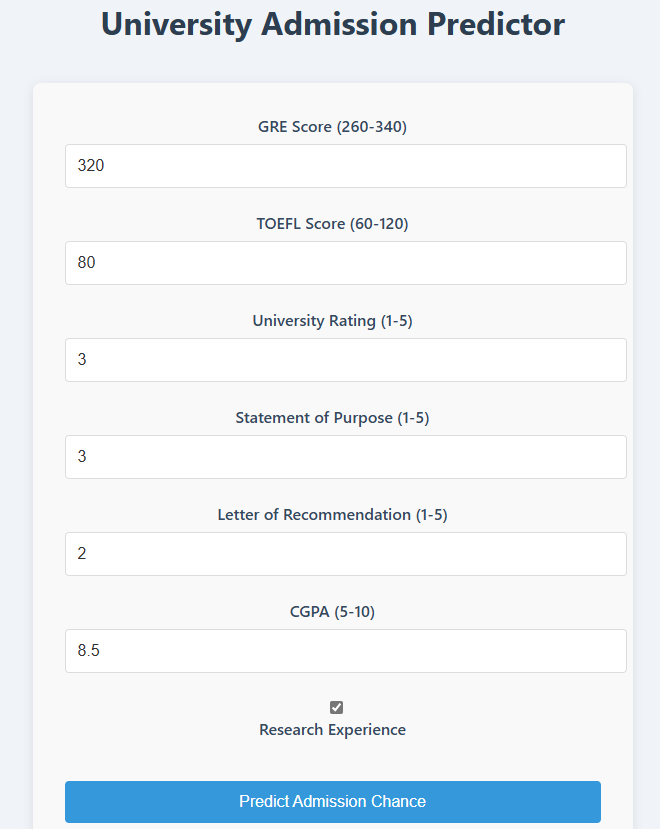 University Admission Predictor
GRE Score (260-340)
320
TOEFL Score (60-120)
80
University Rating (1-5)
3
Statement of Purpose (1-5)
3
Letter of Recommendation (1-5)
2
CGPA (5-10)
8.5
Research Experience
Predict Admission Chance